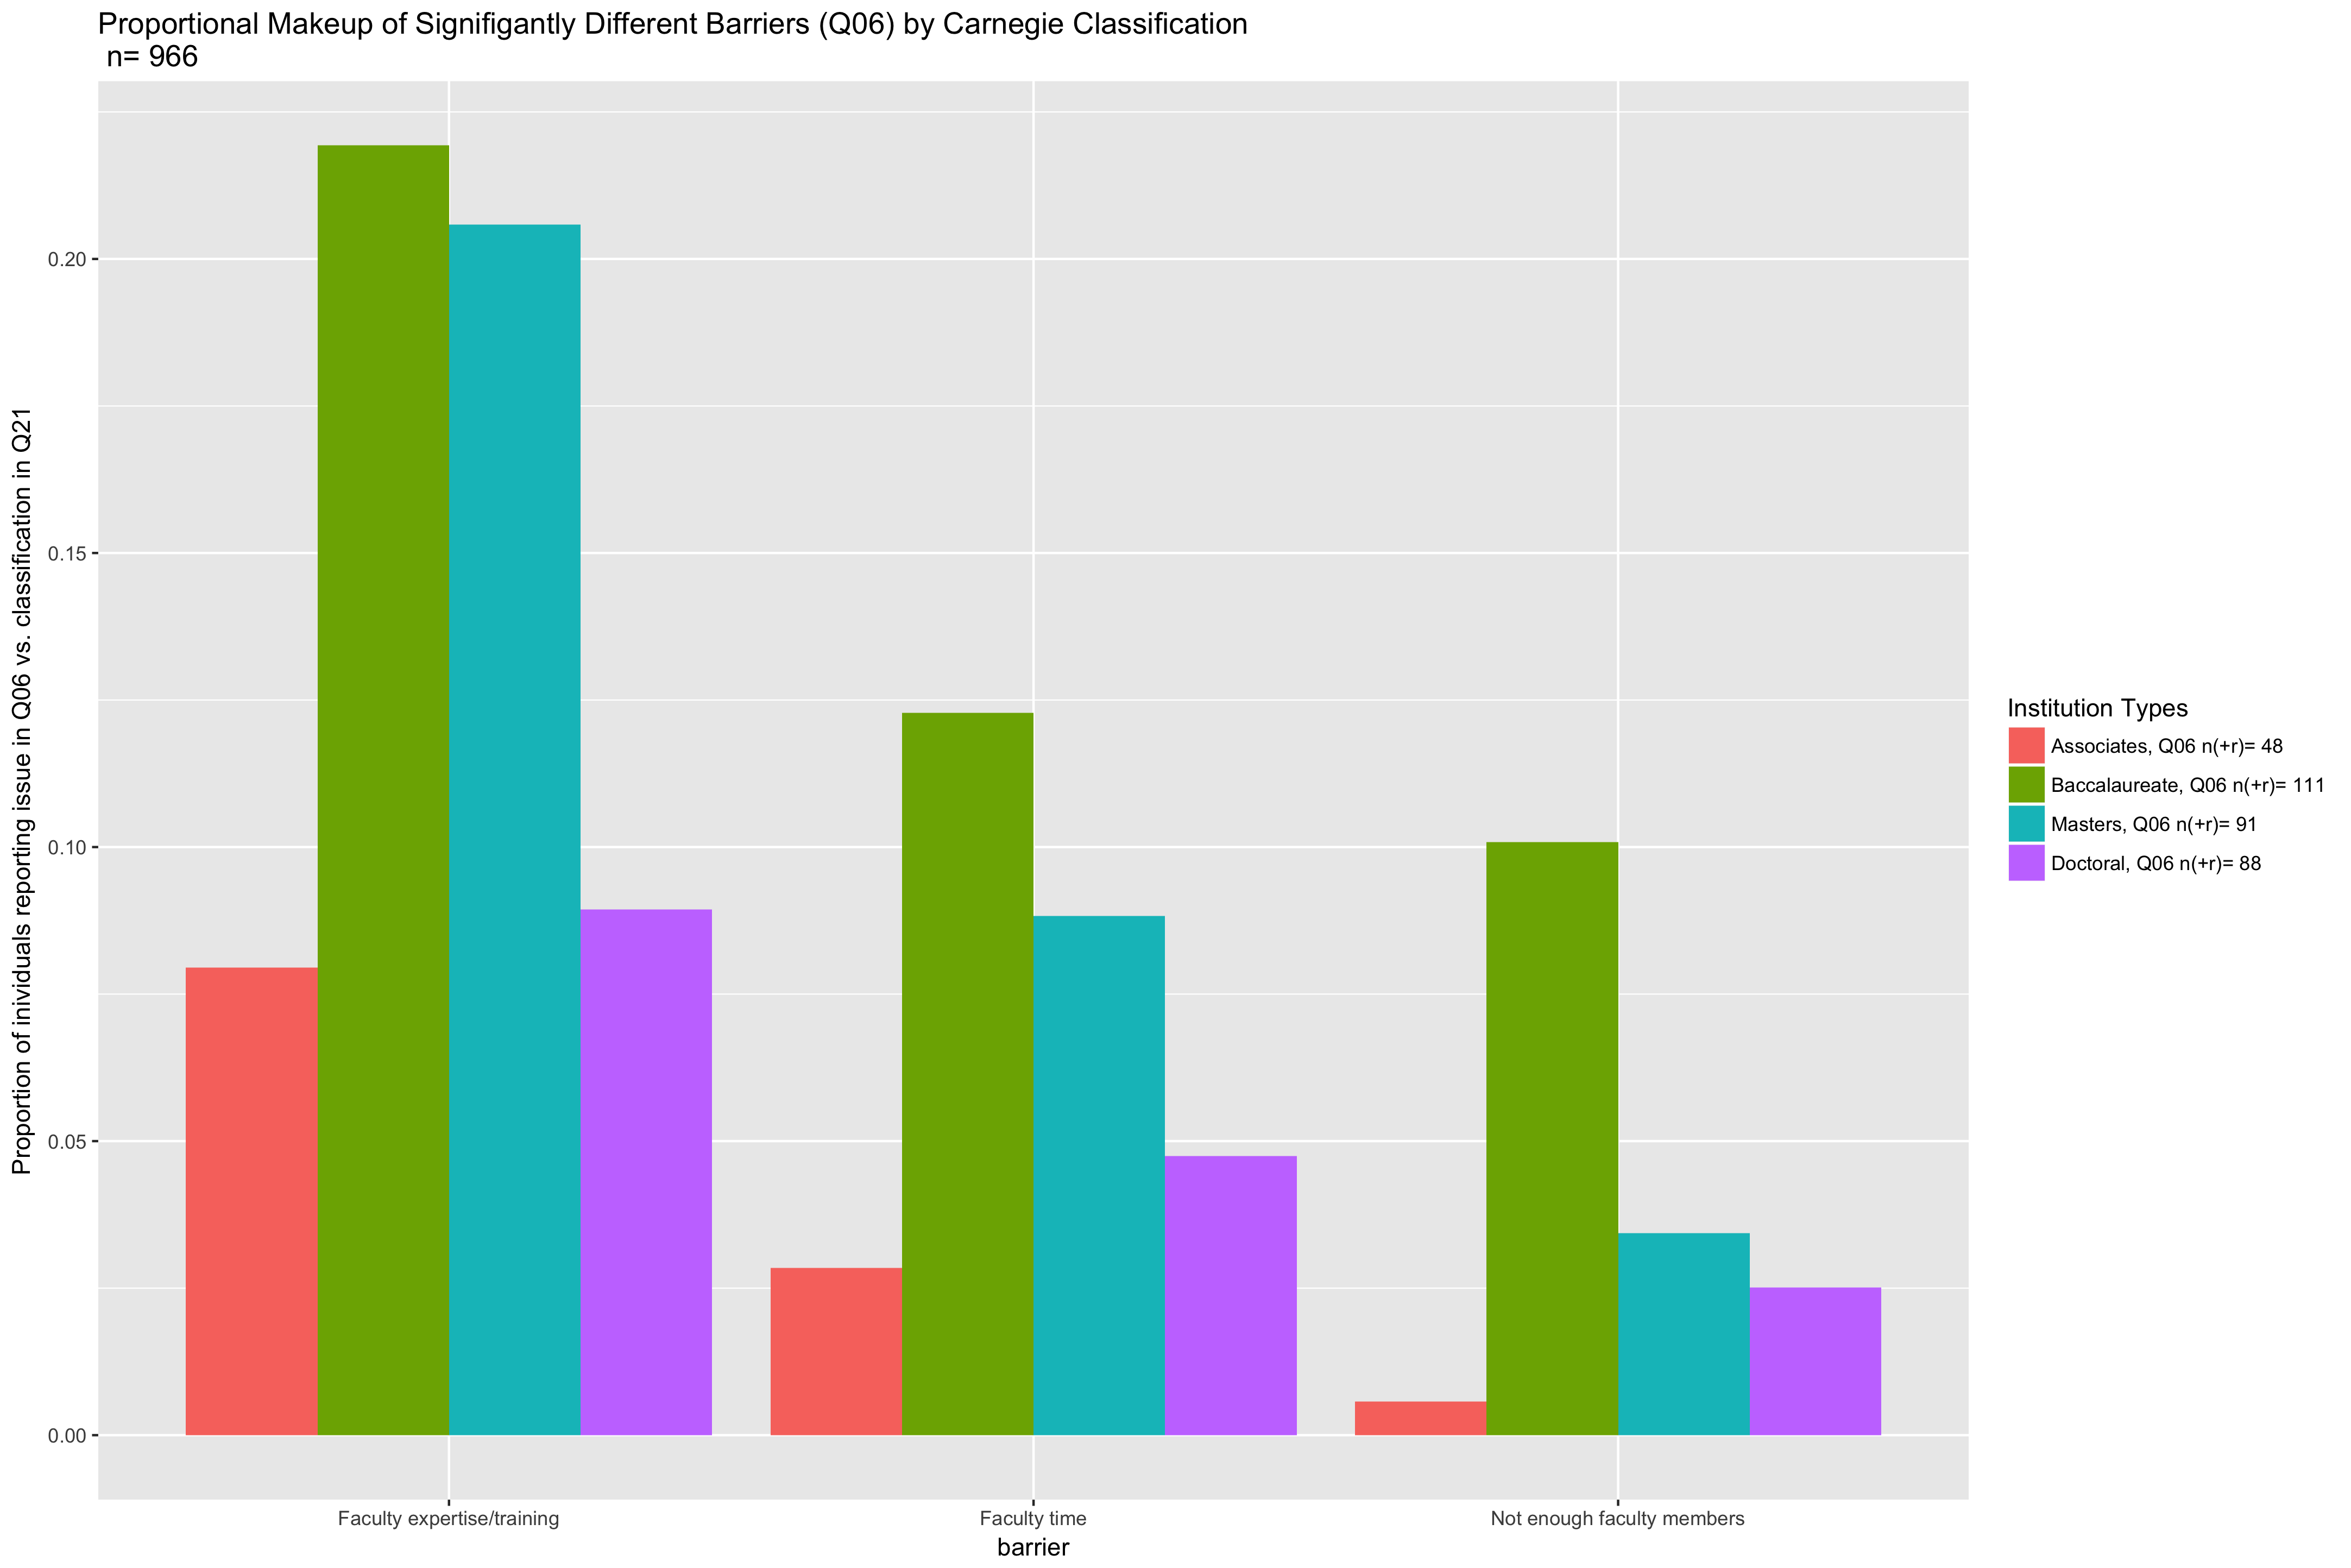 Proportional Makeup of Signifigantly Different Barriers (Q06) by Carnegie Classification
n= 966
Proportion of inividuals reporting issue in Q06 vs. classification in Q21
0.20
0.15
0.10
0.05
0.00
Faculty expertise/training
Faculty time
Not enough faculty members
barrier
Institution Types
Associates, Q06 n(+r)= 48
Baccalaureate, Q06 n(+r)= 111
Masters, Q06 n(+r)= 91
Doctoral, Q06 n(+r)= 88